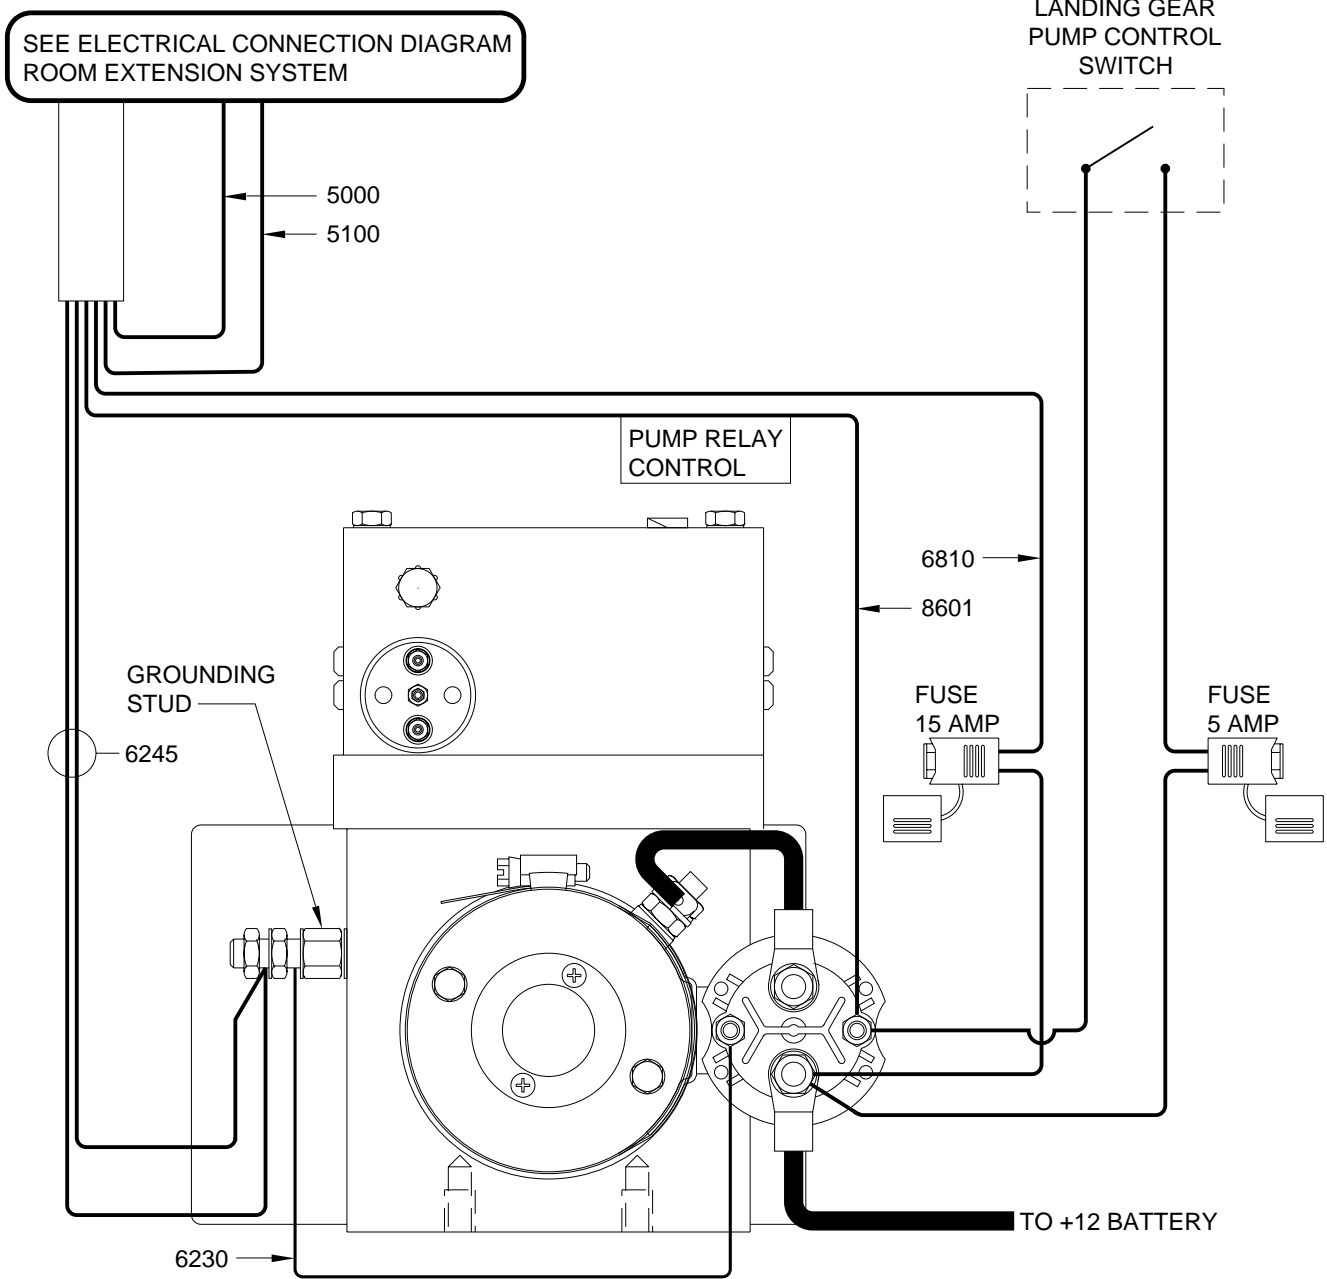 LANDING GEAR
PUMP CONTROL
SWITCH
SEE ELECTRICAL CONNECTION DIAGRAM
ROOM EXTENSION SYSTEM
5000
5100
PUMP RELAY
CONTROL
6810
8601
GROUNDING
STUD
6245
FUSE
15 AMP
FUSE
5 AMP
TO +12 BATTERY
6230